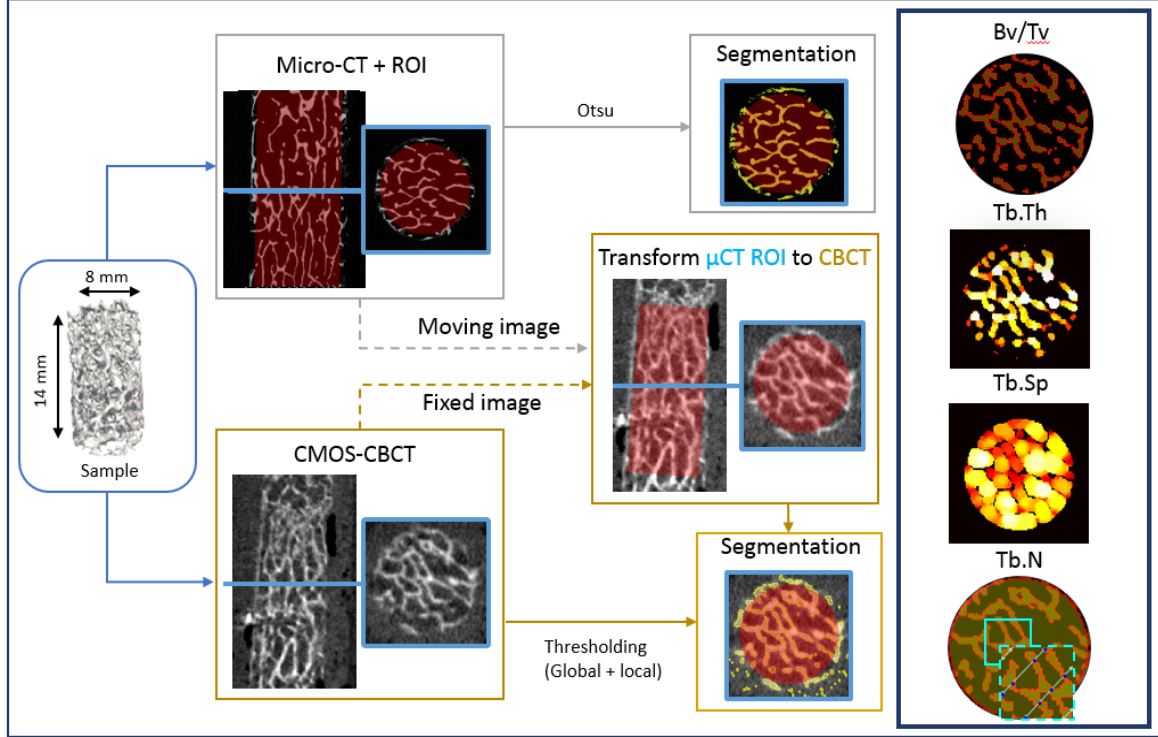 Micro-CT + ROI
Otsu
Segmentation
8 mm
14 mm
Sample
Moving image
Fixed image
Transform µCT ROI to CBCT
CMOS-CBCT
Thresholding
(Global + local)
Segmentation
Bv/Tv
Tb.Th
Tb.Sp
Tb.N